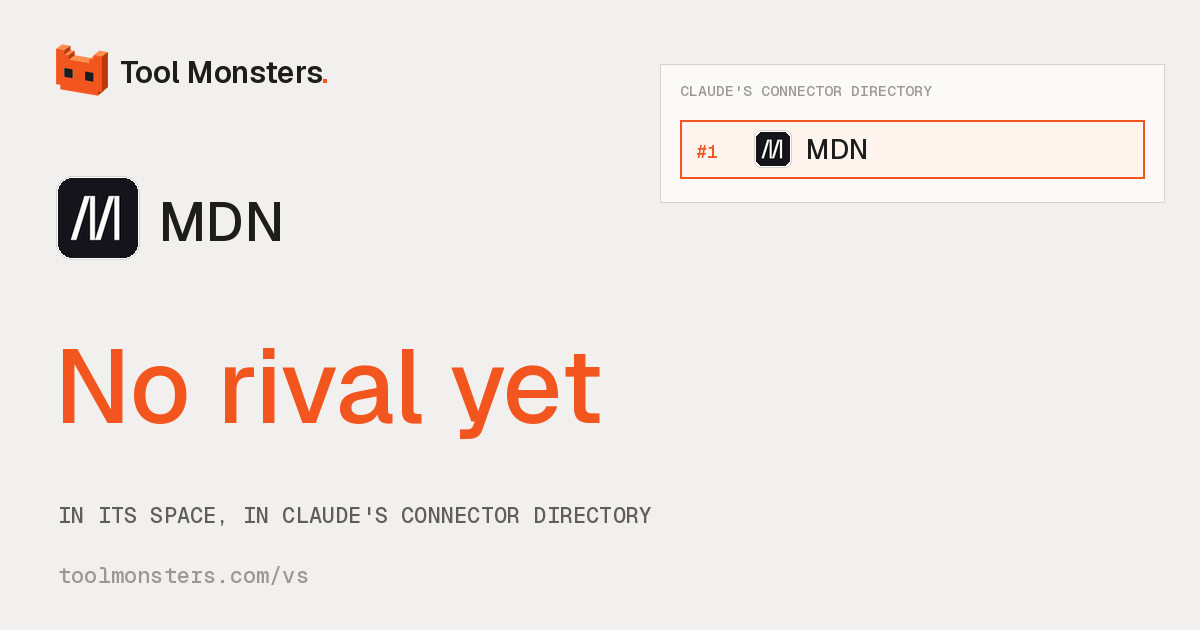 Tool Monsters.
MDN
No rival yet
IN ITS SPACE, IN CLAUDE'S CONNECTOR DIRECTORY
toolmonsters.com/vs
CLAUDE'S CONNECTOR DIRECTORY
#1 MDN